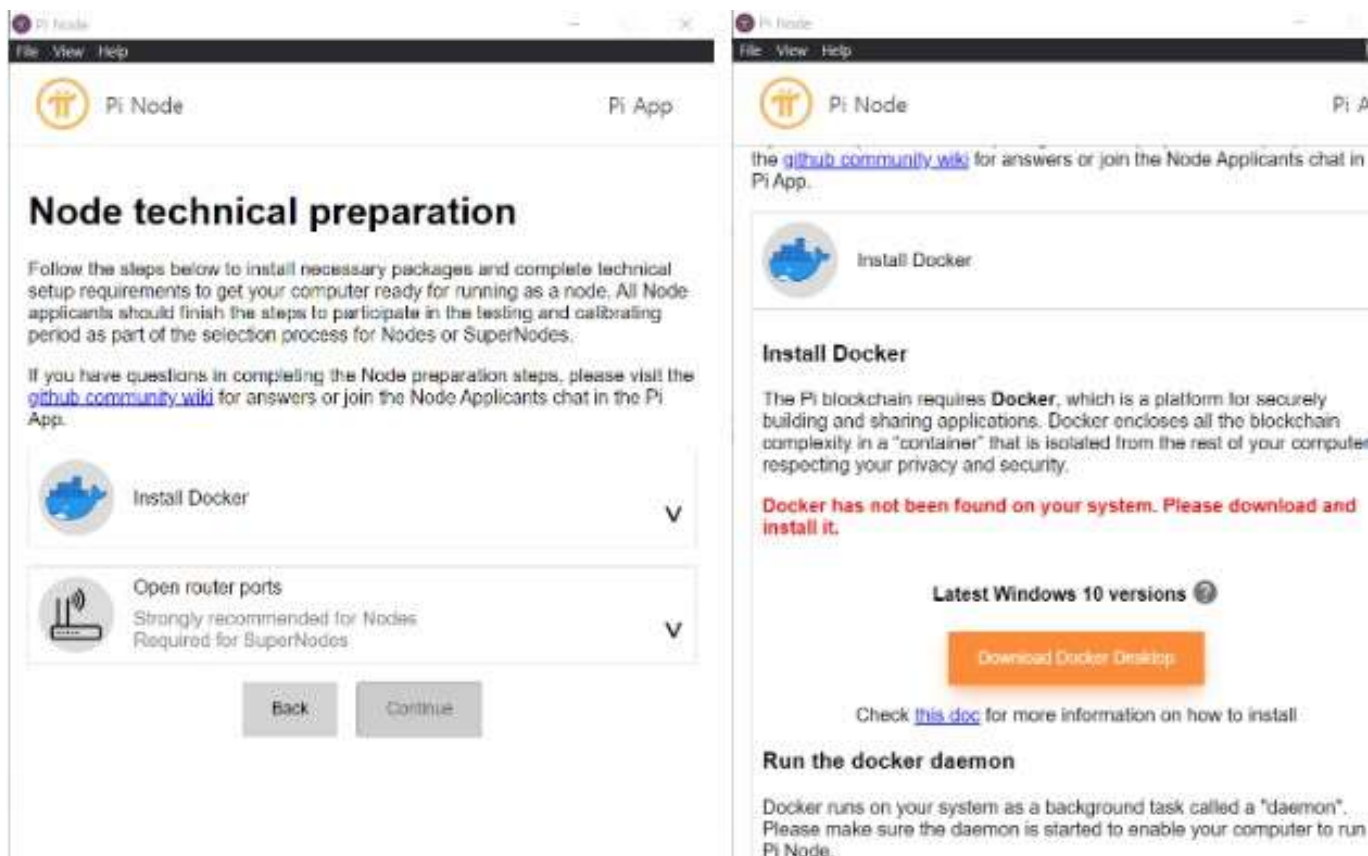 Pi Node
File View Help
Pi Node
Pi App
Node technical preparation
Follow the steps below to install necessary packages and complete technical
setup requirements to get your computer ready for running as a node. All Node
applicants should finish the steps to participate in the testing and calibrating
period as part of the selection process for Nodes or SuperNodes.
If you have questions in completing the Node preparation steps, please visit the
github community wiki for answers or join the Node Applicants chat in the Pi
App.
Install Docker
Open router ports
Strongly recommended for Nodes
Required for SuperNodes
Back
Continue
Pi Node
File View Help
Pi Node
Pi A
the github community wiki for answers or join the Node Applicants chat in
Pi App.
Install Docker
Install Docker
The Pi blockchain requires Docker, which is a platform for securely
building and sharing applications. Docker encloses all the blockchain
complexity in a "container" that is isolated from the rest of your computer
respecting your privacy and security.
Docker has not been found on your system. Please download and
install it.
Latest Windows 10 versions ?
Download Docker Desktop
Check this doc for more information on how to install
Run the docker daemon
Docker runs on your system as a background task called a "daemon".
Please make sure the daemon is started to enable your computer to run
Pi Node.